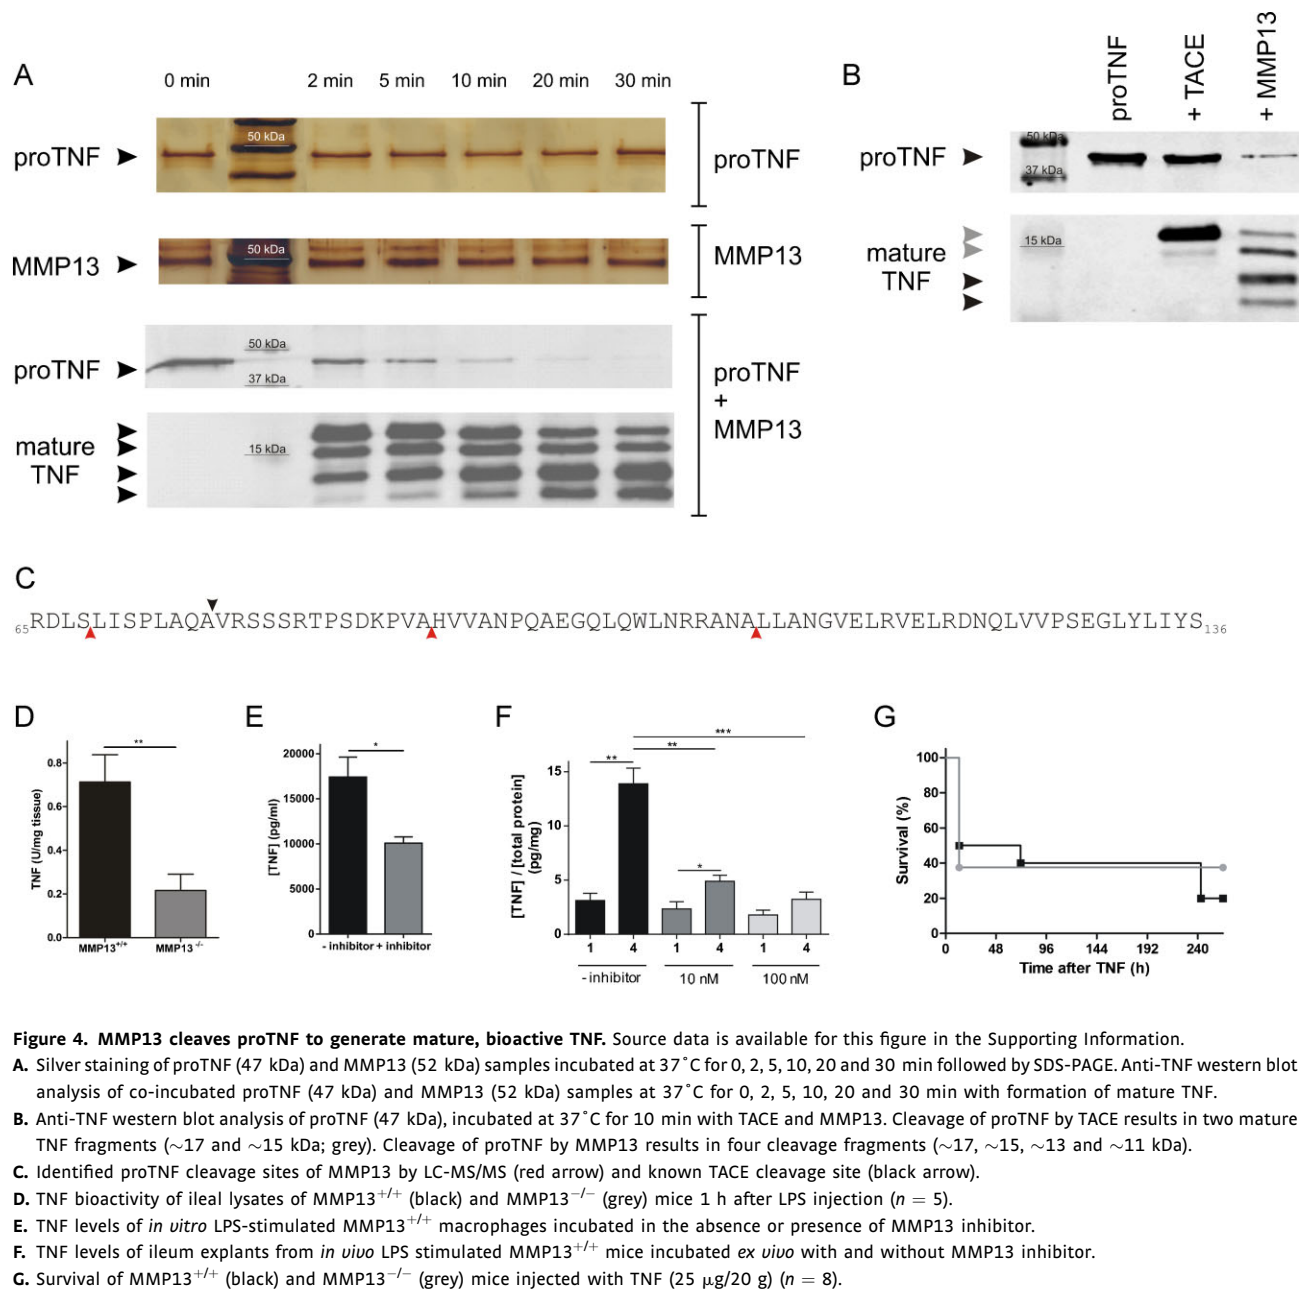 A
0 min
2 min
5 min
10 min
20 min
30 min
proTNF
50 kDa
proTNF
MMP13
50 kDa
MMP13
proTNF
50 kDa
37 kDa
mature
TNF
15 kDa
proTNF
+
MMP13
B
proTNF
+ TACE
+ MMP13
proTNF
50 kDa
37 kDa
mature
TNF
15 kDa
C
65RDLSLISPLAQAVRSSSRTPSDKPVAHVVANPQAEGQLQWLNRRANALLANGVELRVELRDNQLVVPSEGLYLIYS136
D
TNF (U/mg tissue)
0.8
0.6
0.4
0.2
0.0
**
MMP13+/+
MMP13-/-
E
[TNF] (pg/ml)
20000
15000
10000
5000
0
*
- inhibitor + inhibitor
F
[TNF] / [total protein]
(pg/mg)
15
10
5
0
**
**
***
*
1 4 1 4 1 4
- inhibitor
10 nM
100 nM
G
Survival (%)
100
80
60
40
20
0
0 48 96 144 192 240
Time after TNF (h)
Figure 4. MMP13 cleaves proTNF to generate mature, bioactive TNF. Source data is available for this figure in the Supporting Information.
A. Silver staining of proTNF (47 kDa) and MMP13 (52 kDa) samples incubated at 37˚C for 0, 2, 5, 10, 20 and 30 min followed by SDS-PAGE. Anti-TNF western blot
analysis of co-incubated proTNF (47 kDa) and MMP13 (52 kDa) samples at 37˚C for 0, 2, 5, 10, 20 and 30 min with formation of mature TNF.
B. Anti-TNF western blot analysis of proTNF (47 kDa), incubated at 37˚C for 10 min with TACE and MMP13. Cleavage of proTNF by TACE results in two mature
TNF fragments (∼17 and ∼15 kDa; grey). Cleavage of proTNF by MMP13 results in four cleavage fragments (∼17, ∼15, ∼13 and ∼11 kDa).
C. Identified proTNF cleavage sites of MMP13 by LC-MS/MS (red arrow) and known TACE cleavage site (black arrow).
D. TNF bioactivity of ileal lysates of MMP13+/+ (black) and MMP13−/− (grey) mice 1 h after LPS injection (n = 5).
E. TNF levels of in vitro LPS-stimulated MMP13+/+ macrophages incubated in the absence or presence of MMP13 inhibitor.
F. TNF levels of ileum explants from in vivo LPS stimulated MMP13+/+ mice incubated ex vivo with and without MMP13 inhibitor.
G. Survival of MMP13+/+ (black) and MMP13−/− (grey) mice injected with TNF (25 μg/20 g) (n = 8).